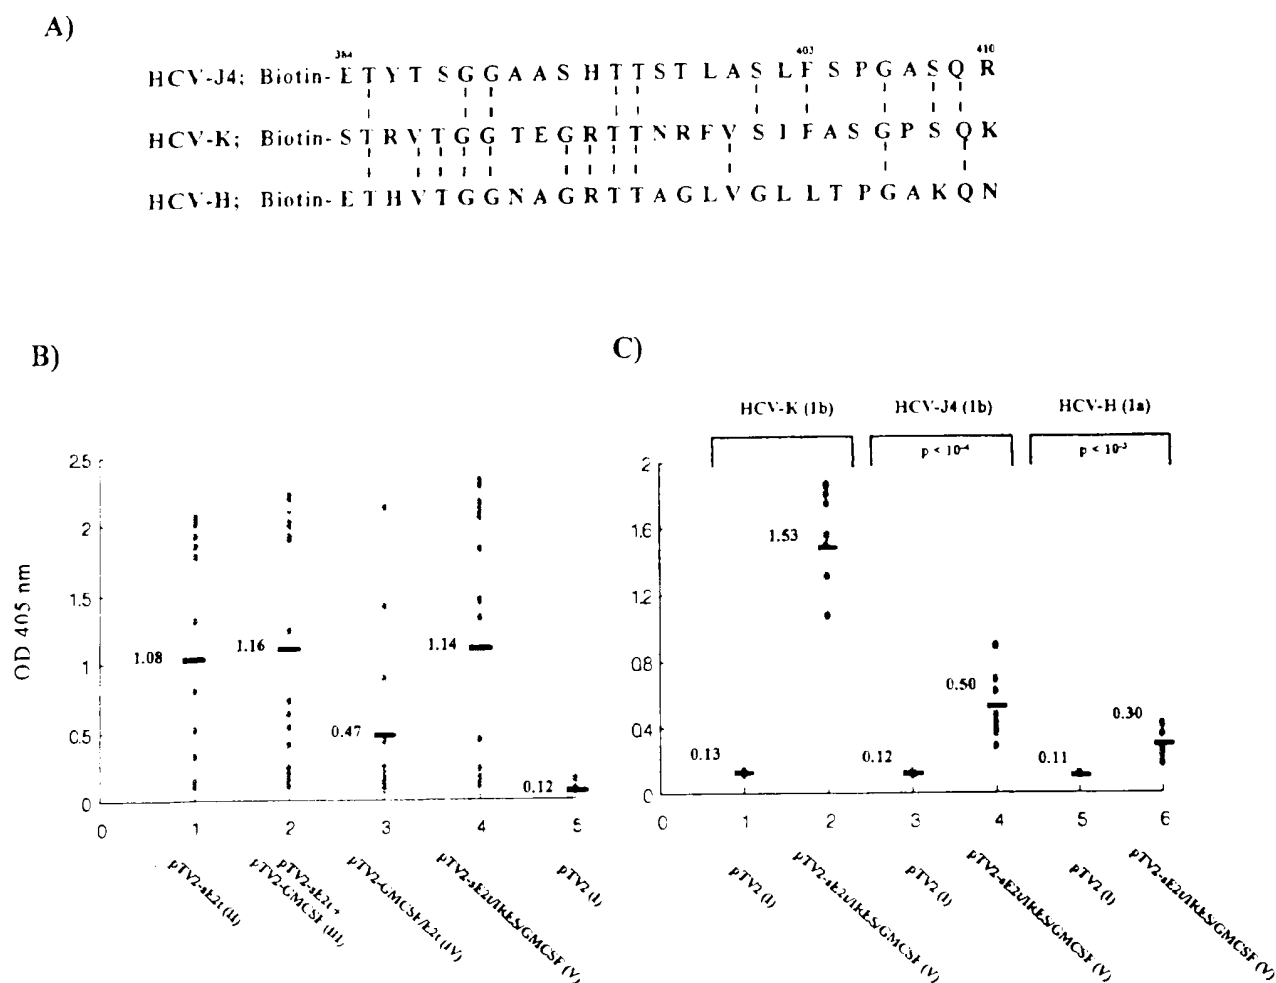 A)
384 403 410
HCV-J4; Biotin- E T Y T S G G A A S H T T S T L A S L F S P G A S Q R
HCV-K; Biotin- S T R V T G G T E G R T T N R F V S I F A S G P S Q K
HCV-H; Biotin- E T H V T G G N A G R T T A G L V G L L T P G A K Q N
B)
C)
HCV-K (1b) HCV-J4 (1b) HCV-H (1a)
p < 10⁻⁴ p < 10⁻³
OD 405 nm
2.5
2
1.5
1
0.5
0
1.08
1.16
0.47
1.14
0.12
0 1 2 3 4 5
pTV2-sE2t (II)
pTV2-sE2t +
pTV2-GMCSF (III)
pTV2-GMCSF/E2t (IV)
pTV2-sE2t/IRES/GMCSF (V)
pTV2 (I)
2
1.6
1.2
0.8
0.4
0
0.13
1.53
0.12
0.50
0.11
0.30
0 1 2 3 4 5 6
pTV2 (I)
pTV2-sE2t/IRES/GMCSF (V)
pTV2 (I)
pTV2-sE2t/IRES/GMCSF (V)
pTV2 (I)
pTV2-sE2t/IRES/GMCSF (V)